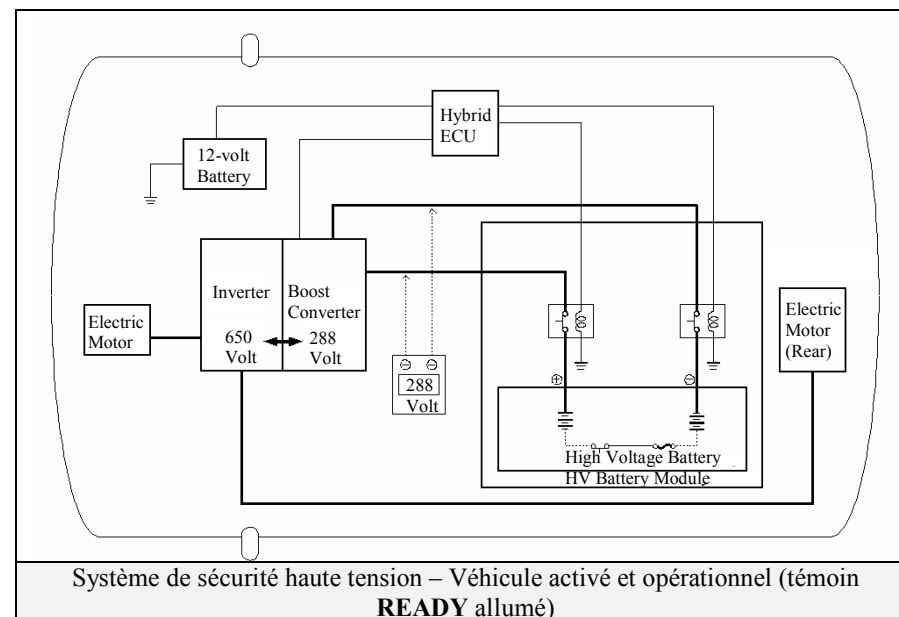 Hybrid
ECU
12-volt
Battery
Inverter
650
Volt
Boost
Converter
288
Volt
Electric
Motor
288
Volt
Electric
Motor
(Rear)
High Voltage Battery
HV Battery Module
Système de sécurité haute tension – Véhicule activé et opérationnel (témoin
READY allumé)